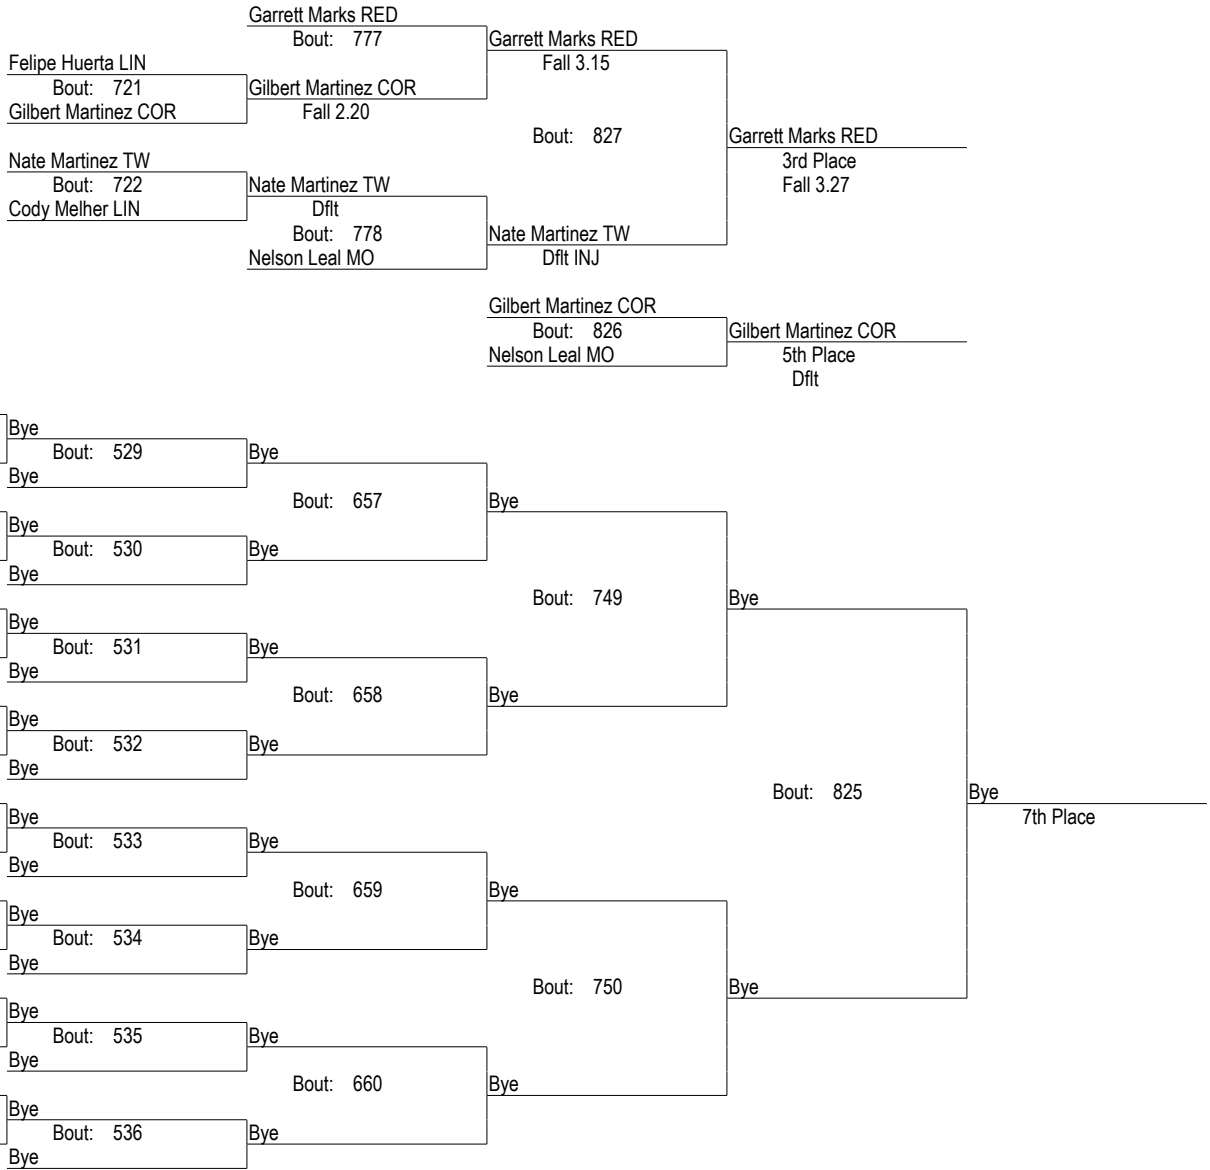 Garrett Marks RED
Bout: 777
Garrett Marks RED
Fall 3.15
Felipe Huerta LIN
Bout: 721
Gilbert Martinez COR
Gilbert Martinez COR
Fall 2.20
Bout: 827
Garrett Marks RED
3rd Place
Fall 3.27
Nate Martinez TW
Bout: 722
Cody Melher LIN
Nate Martinez TW
Dflt
Bout: 778
Nelson Leal MO
Nate Martinez TW
Dflt INJ
Gilbert Martinez COR
Bout: 826
Nelson Leal MO
Gilbert Martinez COR
5th Place
Dflt
Bye
Bout: 529
Bye
Bye
Bout: 657
Bye
Bye
Bout: 530
Bye
Bye
Bout: 749
Bye
Bye
Bout: 531
Bye
Bye
Bout: 658
Bye
Bye
Bout: 532
Bye
Bye
Bout: 825
Bye
7th Place
Bye
Bout: 533
Bye
Bye
Bout: 659
Bye
Bye
Bout: 534
Bye
Bye
Bout: 750
Bye
Bye
Bout: 535
Bye
Bye
Bout: 660
Bye
Bye
Bout: 536
Bye
Bye